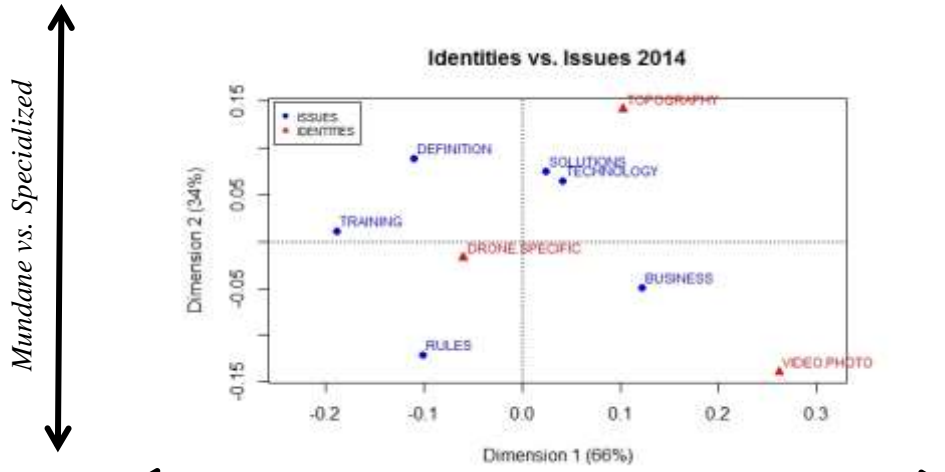 Mundane vs. Specialized
Identities vs. Issues 2014
ISSUES
IDENTITIES
TOPOGRAPHY
DEFINITION
SOLUTIONS
TECHNOLOGY
TRAINING
DRONE.SPECIFIC
BUSINESS
RULES
VIDEO.PHOTO
Dimension 2 (34%)
0.15
0.05
-0.05
-0.15
-0.2 -0.1 0.0 0.1 0.2 0.3
Dimension 1 (66%)